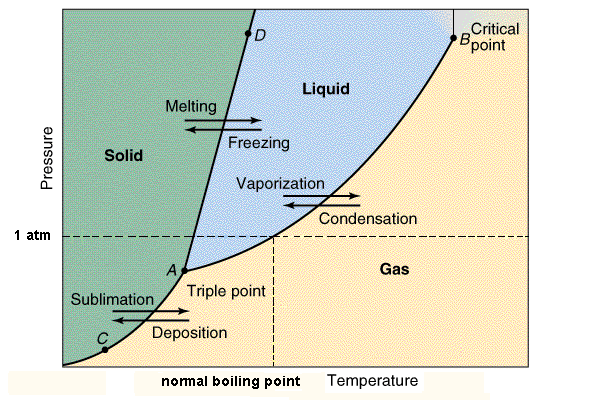 D
B
Critical
point
Liquid
Melting
Solid
Freezing
Pressure
Vaporization
Condensation
1 atm
A
Gas
Triple point
Sublimation
Deposition
C
normal boiling point
Temperature